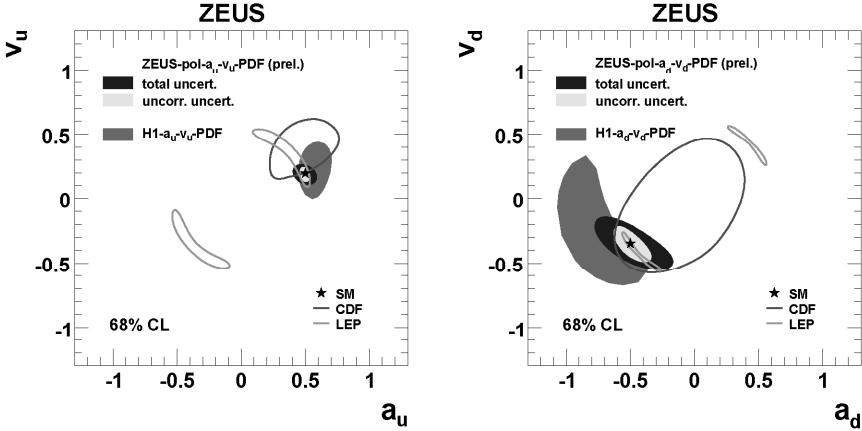 ZEUS
v_u
ZEUS-pol-a_u-v_u-PDF (prel.)
total uncert.
uncorr. uncert.
H1-a_u-v_u-PDF
1
0.5
0
-0.5
-1
SM
CDF
LEP
68% CL
-1 -0.5 0 0.5 1
a_u
ZEUS
v_d
ZEUS-pol-a_d-v_d-PDF (prel.)
total uncert.
uncorr. uncert.
H1-a_d-v_d-PDF
1
0.5
0
-0.5
-1
SM
CDF
LEP
68% CL
-1 -0.5 0 0.5 1
a_d